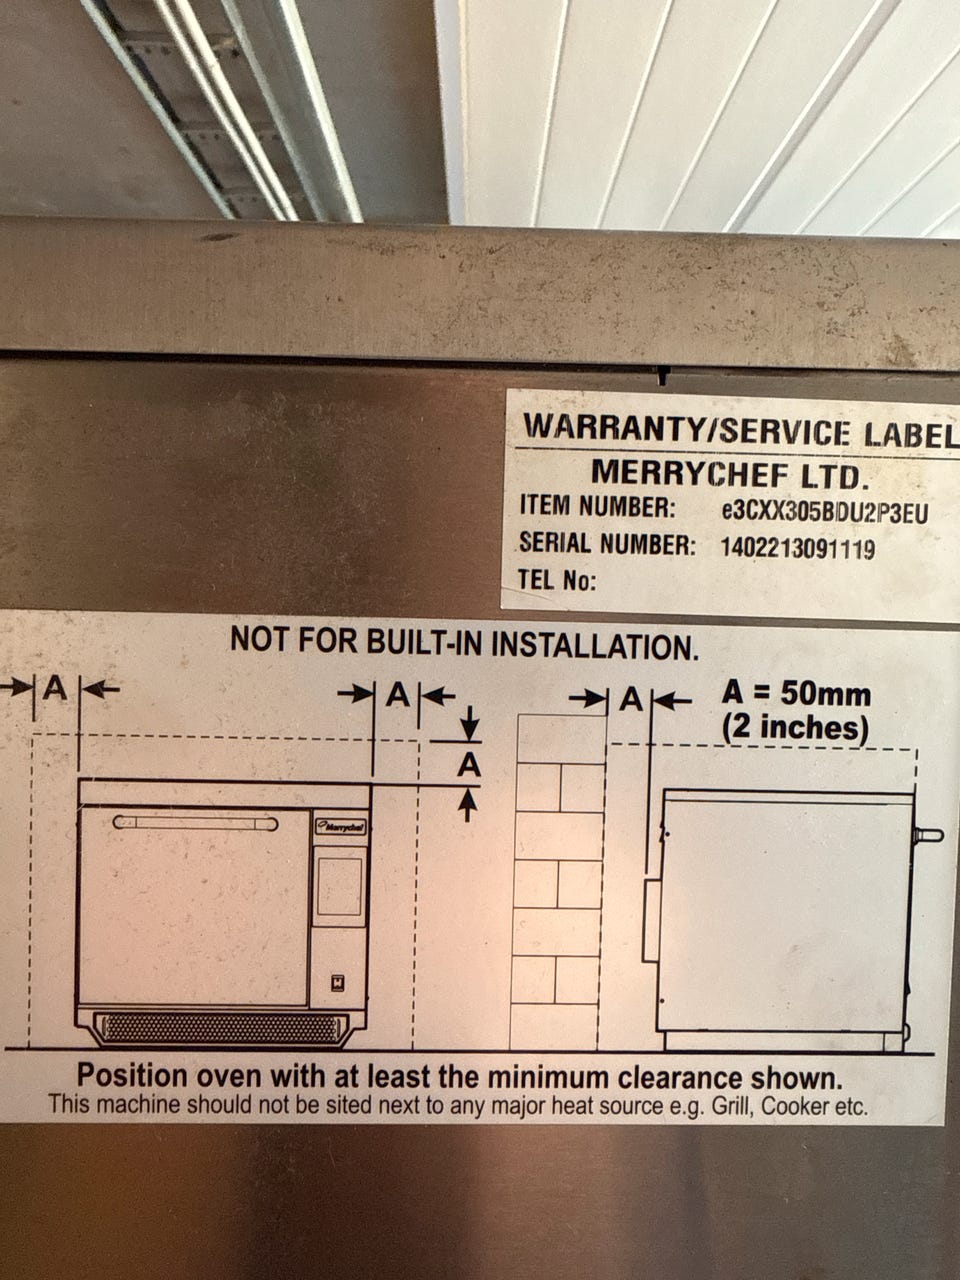 WARRANTY/SERVICE LABEL
MERRYCHEF LTD.
ITEM NUMBER: e3CXX305BDU2P3EU
SERIAL NUMBER: 1402213091119
TEL No:
NOT FOR BUILT-IN INSTALLATION.
A A A A = 50mm
(2 inches)
A
Merrychef
Position oven with at least the minimum clearance shown.
This machine should not be sited next to any major heat source e.g. Grill, Cooker etc.